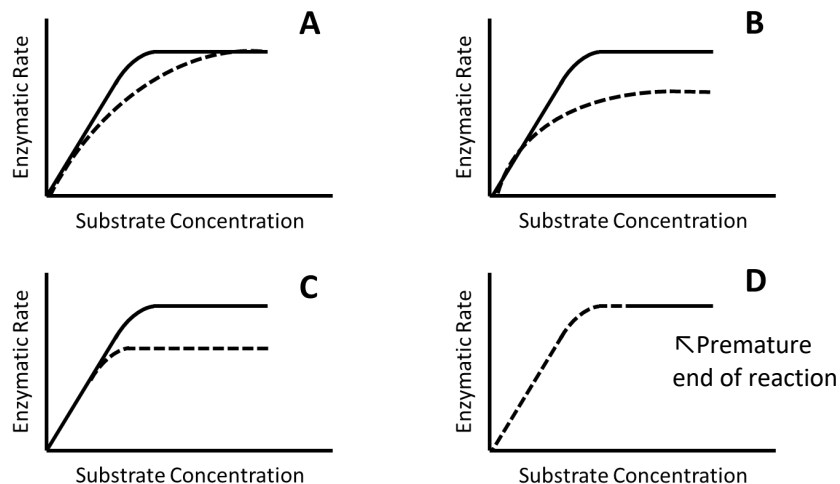 A
Enzymatic Rate
Substrate Concentration
B
Enzymatic Rate
Substrate Concentration
C
Enzymatic Rate
Substrate Concentration
D
Enzymatic Rate
Premature
end of reaction
Substrate Concentration